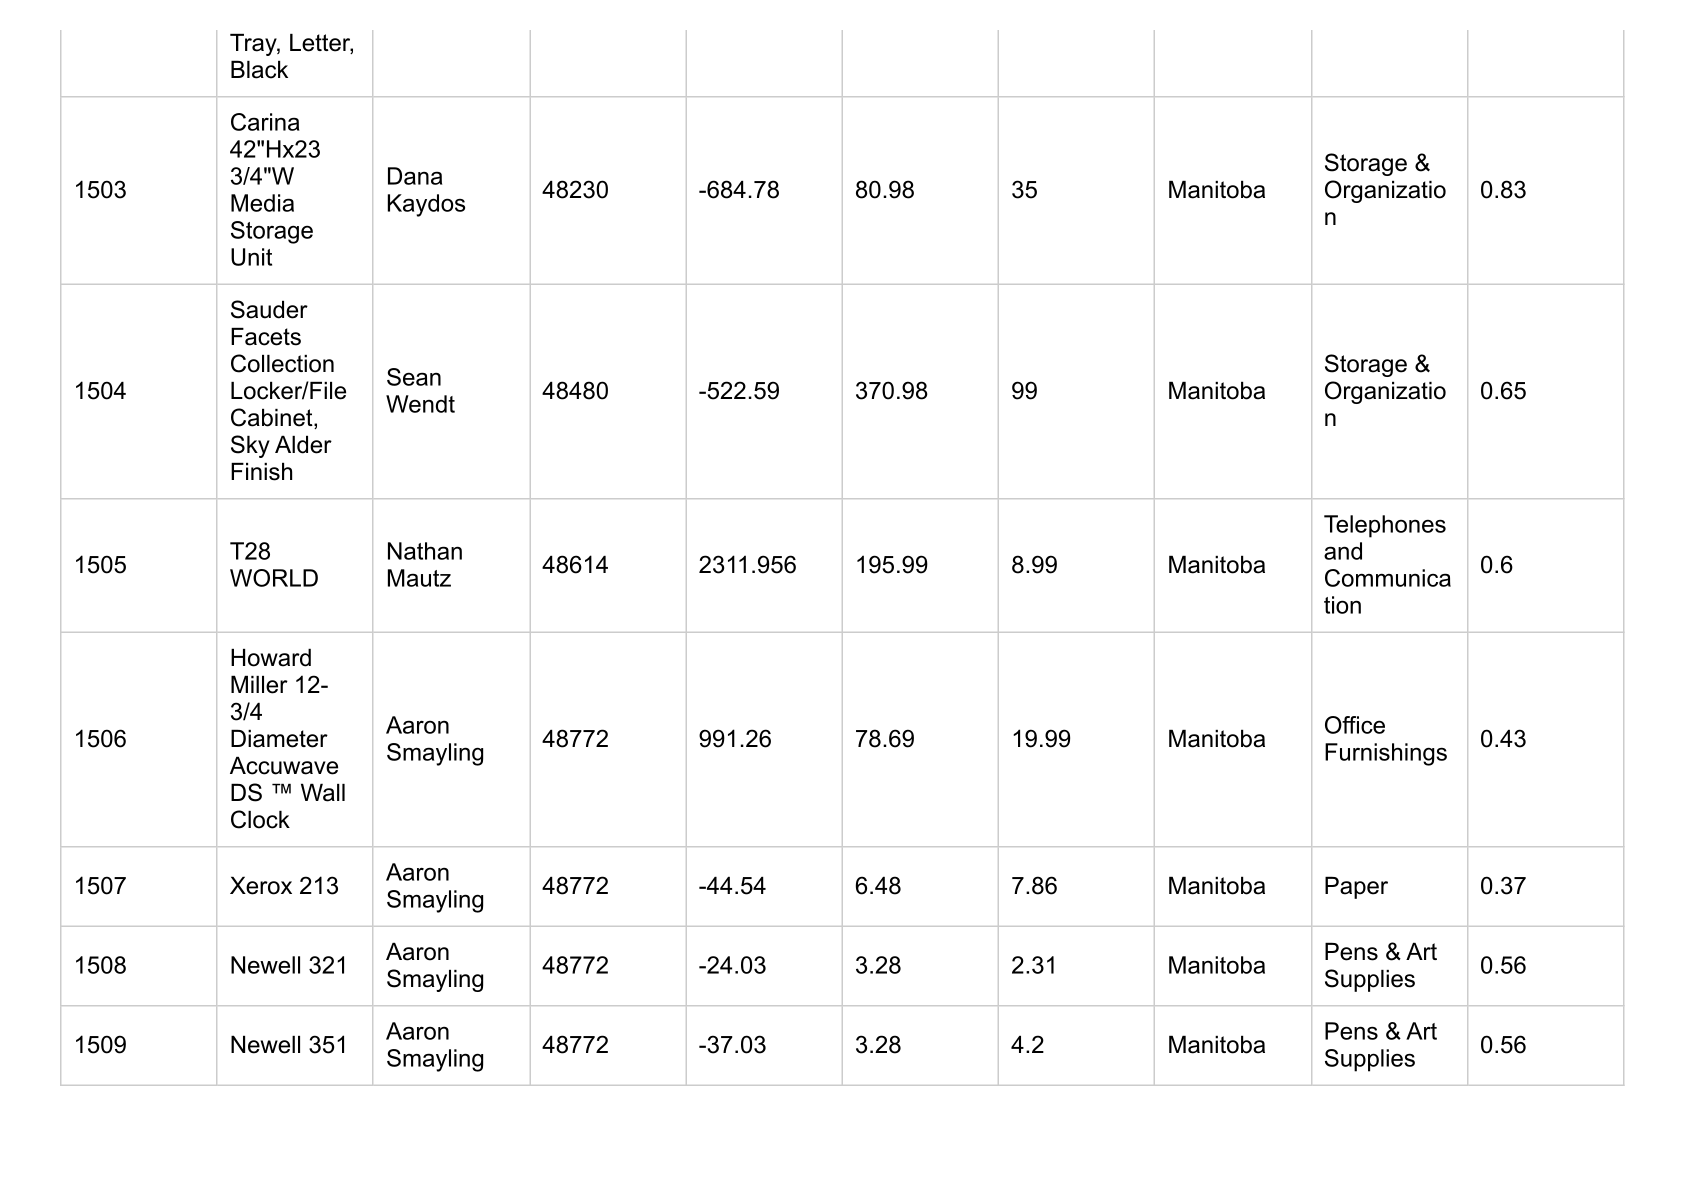 Tray, Letter,
Black
1503
Carina
42"Hx23
3/4"W
Media
Storage
Unit
Dana
Kaydos
48230
-684.78
80.98
35
Manitoba
Storage &
Organizatio
n
0.83
1504
Sauder
Facets
Collection
Locker/File
Cabinet,
Sky Alder
Finish
Sean
Wendt
48480
-522.59
370.98
99
Manitoba
Storage &
Organizatio
n
0.65
1505
T28
WORLD
Nathan
Mautz
48614
2311.956
195.99
8.99
Manitoba
Telephones
and
Communica
tion
0.6
1506
Howard
Miller 12-
3/4
Diameter
Accuwave
DS ™ Wall
Clock
Aaron
Smayling
48772
991.26
78.69
19.99
Manitoba
Office
Furnishings
0.43
1507
Xerox 213
Aaron
Smayling
48772
-44.54
6.48
7.86
Manitoba
Paper
0.37
1508
Newell 321
Aaron
Smayling
48772
-24.03
3.28
2.31
Manitoba
Pens & Art
Supplies
0.56
1509
Newell 351
Aaron
Smayling
48772
-37.03
3.28
4.2
Manitoba
Pens & Art
Supplies
0.56